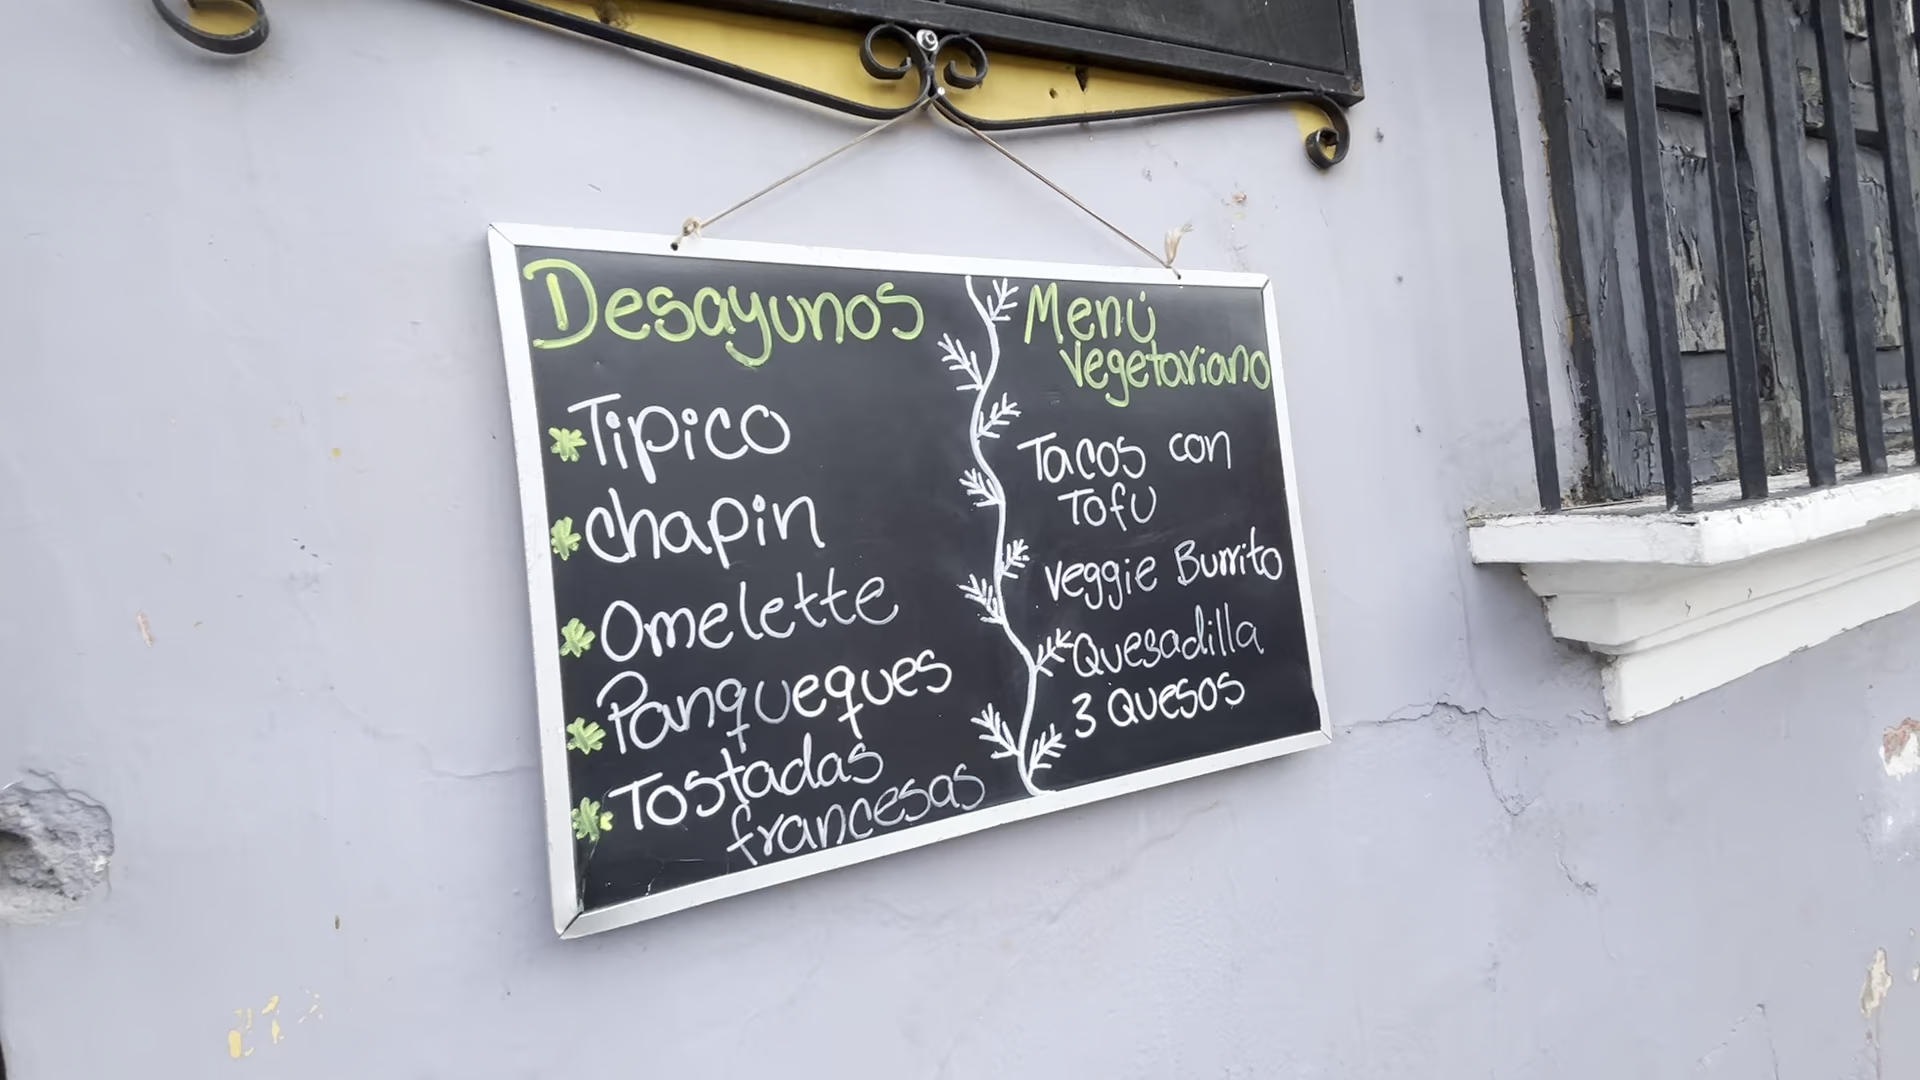 Desayunos
Tipico
chapin
Omelette
Panqueques
Tostadas
francesas
Menú
vegetariano
Tacos con
Tofu
veggie Burrito
Quesadilla
3 Quesos